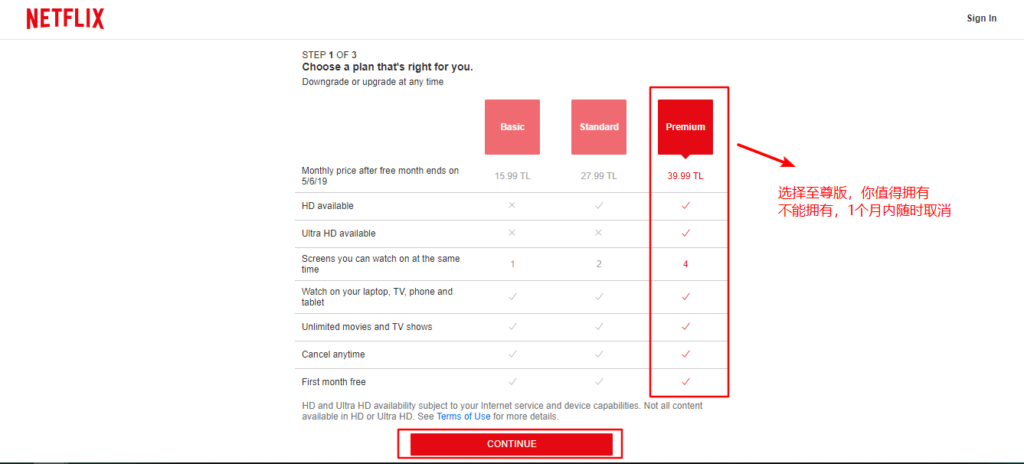 NETFLIX
Sign In
STEP 1 OF 3
Choose a plan that's right for you.
Downgrade or upgrade at any time
Basic Standard Premium
Monthly price after free month ends on
5/6/19 15.99 TL 27.99 TL 39.99 TL
HD available
Ultra HD available
Screens you can watch on at the same
time 1 2 4
Watch on your laptop, TV, phone and
tablet
Unlimited movies and TV shows
Cancel anytime
First month free
选择至尊版，你值得拥有
不能拥有，1个月内随时取消
HD and Ultra HD availability subject to your Internet service and device capabilities. Not all content
available in HD or Ultra HD. See Terms of Use for more details.
CONTINUE